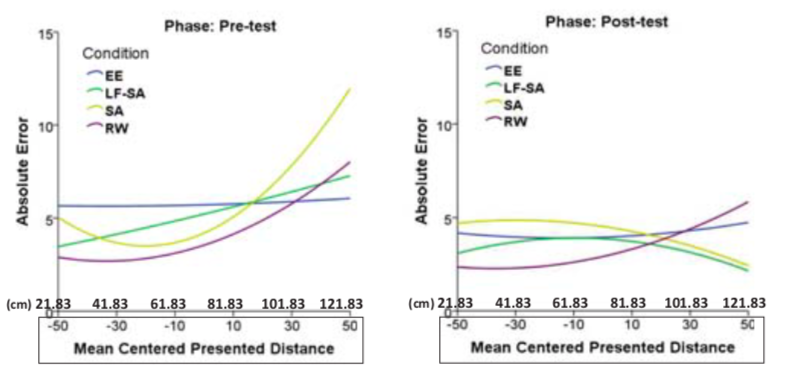 Phase: Pre-test
15
10
5
0
Absolute Error
Condition
EE
LF-SA
SA
RW
(cm) 21.83 41.83 61.83 81.83 101.83 121.83
-50 -30 -10 10 30 50
Mean Centered Presented Distance
Phase: Post-test
15
10
5
0
Absolute Error
Condition
EE
LF-SA
SA
RW
(cm) 21.83 41.83 61.83 81.83 101.83 121.83
-50 -30 -10 10 30 50
Mean Centered Presented Distance